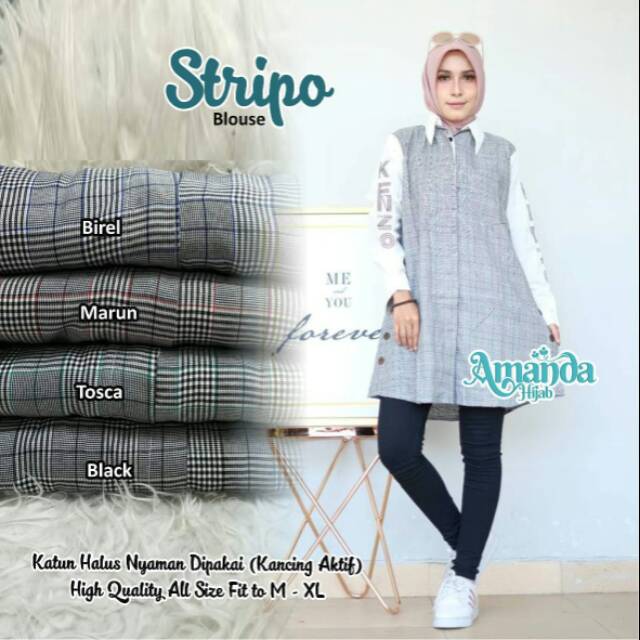 Stripo
Blouse
Birel
Marun
Tosca
Black
KENZO
ME
and
YOU
foreve
Amanda
Hijab
Katun Halus Nyaman Dipakai (Kancing Aktif)
High Quality All Size Fit to M - XL